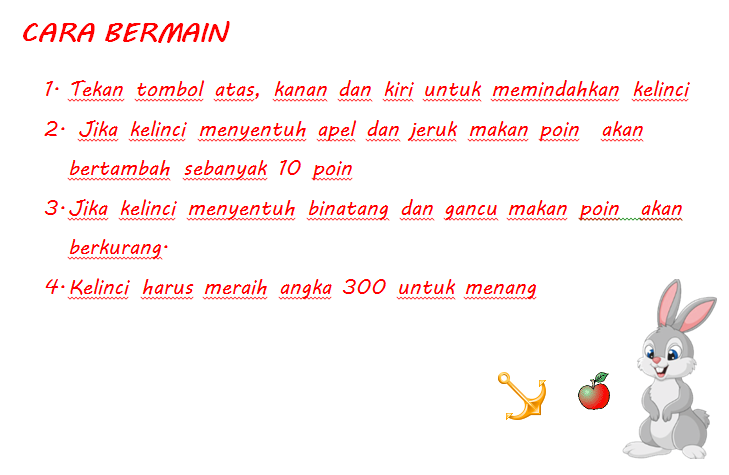 CARA BERMAIN
1. Tekan tombol atas, kanan dan kiri untuk memindahkan kelinci
2. Jika kelinci menyentuh apel dan jeruk makan poin akan
bertambah sebanyak 10 poin
3. Jika kelinci menyentuh binatang dan gancu makan poin akan
berkurang.
4. Kelinci harus meraih angka 300 untuk menang